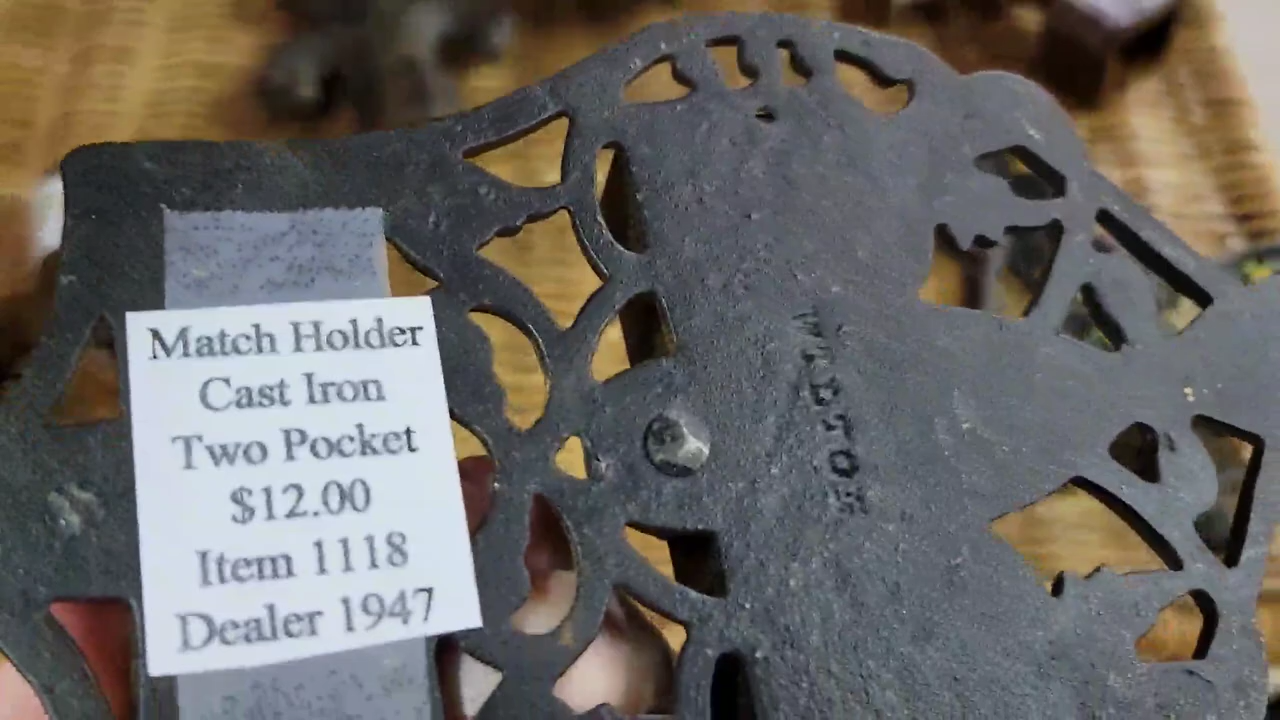 Match Holder
Cast Iron
Two Pocket
$12.00
Item 1118
Dealer 1947